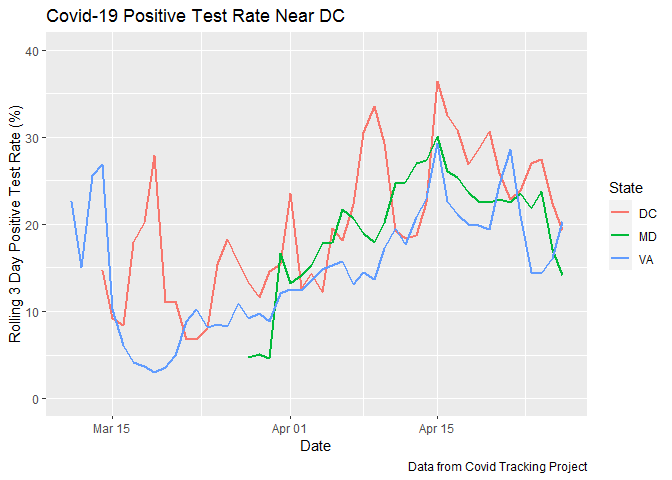 Covid-19 Positive Test Rate Near DC
Rolling 3 Day Positive Test Rate (%)
40
30
20
10
0
Mar 15
Apr 01
Apr 15
Date
State
DC
MD
VA
Data from Covid Tracking Project